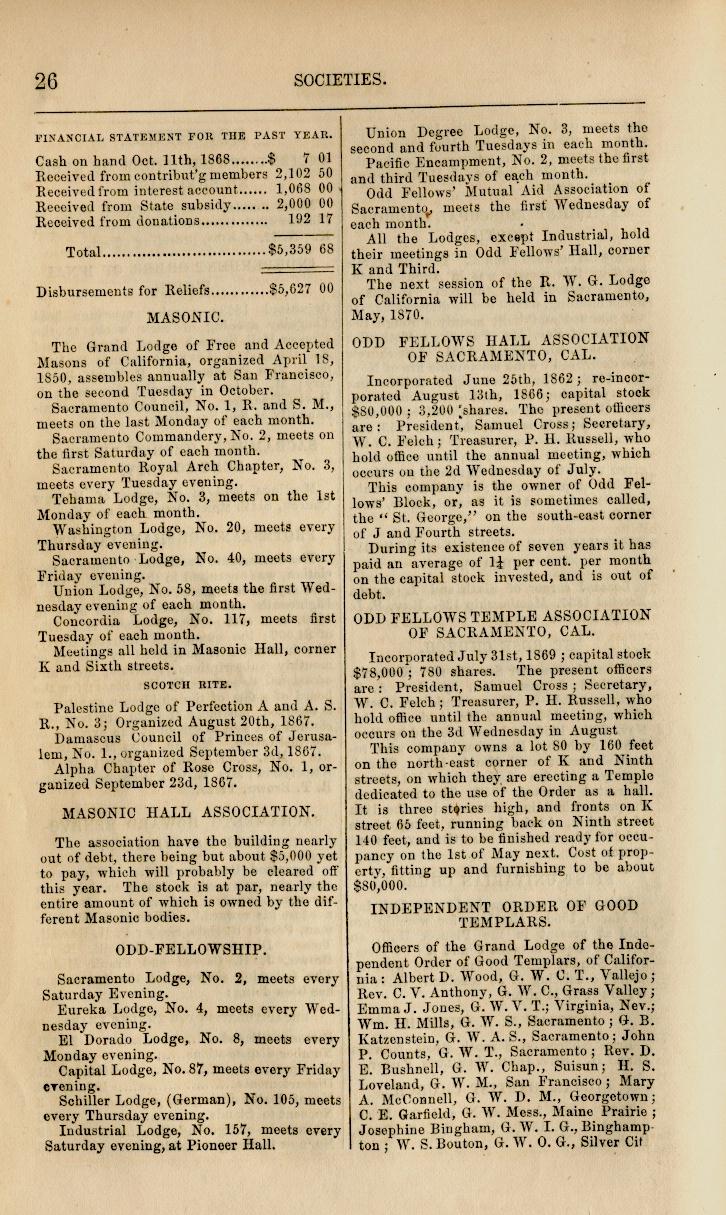 26
SOCIETIES.
FINANCIAL STATEMENT FOR THE PAST YEAR.
Cash on hand Oct. 11th, 1868........$ 7 01
Received from contribut'g members 2,102 50
Received from interest account...... 1,068 00
Received from State subsidy....... .. 2,000 00
Received from donations.............. 192 17
Total.................................$5,359 68
Disbursements for Reliefs...........$5,627 00
MASONIC.
The Grand Lodge of Free and Accepted
Masons of California, organized April 18,
1850, assembles annually at San Francisco,
on the second Tuesday in October.
Sacramento Council, No. 1, R. and S. M.,
meets on the last Monday of each month.
Sacramento Commandery, No. 2, meets on
the first Saturday of each month.
Sacramento Royal Arch Chapter, No. 3,
meets every Tuesday evening.
Tehama Lodge, No. 3, meets on the 1st
Monday of each month.
Washington Lodge, No. 20, meets every
Thursday evening.
Sacramento Lodge, No. 40, meets every
Friday evening.
Union Lodge, No. 58, meets the first Wed-
nesday evening of each month.
Concordia Lodge, No. 117, meets first
Tuesday of each month.
Meetings all held in Masonic Hall, corner
K and Sixth streets.
SCOTCH RITE.
Palestine Lodge of Perfection A and A. S.
R., No. 3; Organized August 20th, 1867.
Damascus Council of Princes of Jerusa-
lem, No. 1., organized September 3d, 1867.
Alpha Chapter of Rose Cross, No. 1, or-
ganized September 23d, 1867.
MASONIC HALL ASSOCIATION.
The association have the building nearly
out of debt, there being but about $5,000 yet
to pay, which will probably be cleared off
this year. The stock is at par, nearly the
entire amount of which is owned by the dif-
ferent Masonic bodies.
ODD-FELLOWSHIP.
Sacramento Lodge, No. 2, meets every
Saturday Evening.
Eureka Lodge, No. 4, meets every Wed-
nesday evening.
El Dorado Lodge, No. 8, meets every
Monday evening.
Capital Lodge, No. 87, meets every Friday
evening.
Schiller Lodge, (German), No. 105, meets
every Thursday evening.
Industrial Lodge, No. 157, meets every
Saturday evening, at Pioneer Hall.
Union Degree Lodge, No. 3, meets the
second and fourth Tuesdays in each month.
Pacific Encampment, No. 2, meets the first
and third Tuesdays of each month.
Odd Fellows' Mutual Aid Association of
Sacramento, meets the first Wednesday of
each month.
All the Lodges, except Industrial, hold
their meetings in Odd Fellows' Hall, corner
K and Third.
The next session of the R. W. G. Lodge
of California will be held in Sacramento,
May, 1870.
ODD FELLOWS HALL ASSOCIATION
OF SACRAMENTO, CAL.
Incorporated June 25th, 1862; re-incor-
porated August 13th, 1866; capital stock
$80,000; 3,200 shares. The present officers
are: President, Samuel Cross; Secretary,
W. C. Felch; Treasurer, P. H. Russell, who
hold office until the annual meeting, which
occurs on the 2d Wednesday of July.
This company is the owner of Odd Fel-
lows' Block, or, as it is sometimes called,
the "St. George," on the south-east corner
of J and Fourth streets.
During its existence of seven years it has
paid an average of 1¼ per cent. per month
on the capital stock invested, and is out of
debt.
ODD FELLOWS TEMPLE ASSOCIATION
OF SACRAMENTO, CAL.
Incorporated July 31st, 1869; capital stock
$78,000; 780 shares. The present officers
are: President, Samuel Cross; Secretary,
W. C. Felch; Treasurer, P. H. Russell, who
hold office until the annual meeting, which
occurs on the 3d Wednesday in August
This company owns a lot 80 by 160 feet
on the north-east corner of K and Ninth
streets, on which they are erecting a Temple
dedicated to the use of the Order as a hall.
It is three stories high, and fronts on K
street 65 feet, running back on Ninth street
140 feet, and is to be finished ready for occu-
pancy on the 1st of May next. Cost of prop-
erty, fitting up and furnishing to be about
$80,000.
INDEPENDENT ORDER OF GOOD
TEMPLARS.
Officers of the Grand Lodge of the Inde-
pendent Order of Good Templars, of Califor-
nia: Albert D. Wood, G. W. C. T., Vallejo;
Rev. C. V. Anthony, G. W. C., Grass Valley;
Emma J. Jones, G. W. V. T.; Virginia, Nev.;
Wm. H. Mills, G. W. S., Sacramento; G. B.
Katzenstein, G. W. A. S., Sacramento; John
P. Counts, G. W. T., Sacramento; Rev. D.
E. Bushnell, G. W. Chap., Suisun; H. S.
Loveland, G. W. M., San Francisco; Mary
A. McConnell, G. W. D. M., Georgetown;
C. E. Garfield, G. W. Mess., Maine Prairie;
Josephine Bingham, G. W. I. G., Binghamp-
ton; W. S. Bouton, G. W. O. G., Silver Cit